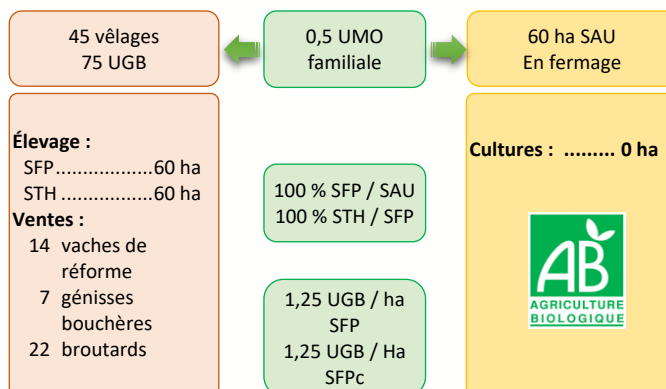 45 vêlages
75 UGB
0,5 UMO
familiale
60 ha SAU
En fermage
Élevage :
SFP..................60 ha
STH ..................60 ha
Ventes :
14 vaches de
réforme
7 génisses
bouchères
22 broutards
100 % SFP / SAU
100 % STH / SFP
1,25 UGB / ha
SFP
1,25 UGB / Ha
SFPc
Cultures : ......... 0 ha
AB
AGRICULTURE
BIOLOGIQUE